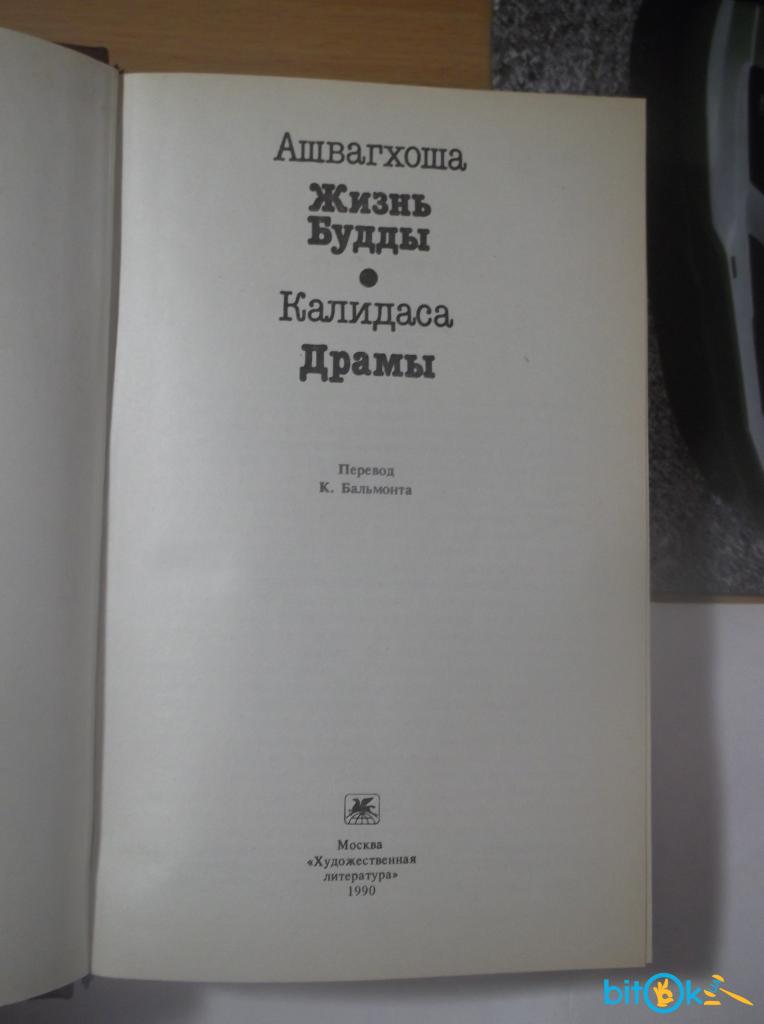 Ашвагхоша
Жизнь
Будды
•
Калидаса
Драмы
Перевод
К. Бальмонта
Москва
«Художественная
литература»
1990
bitok